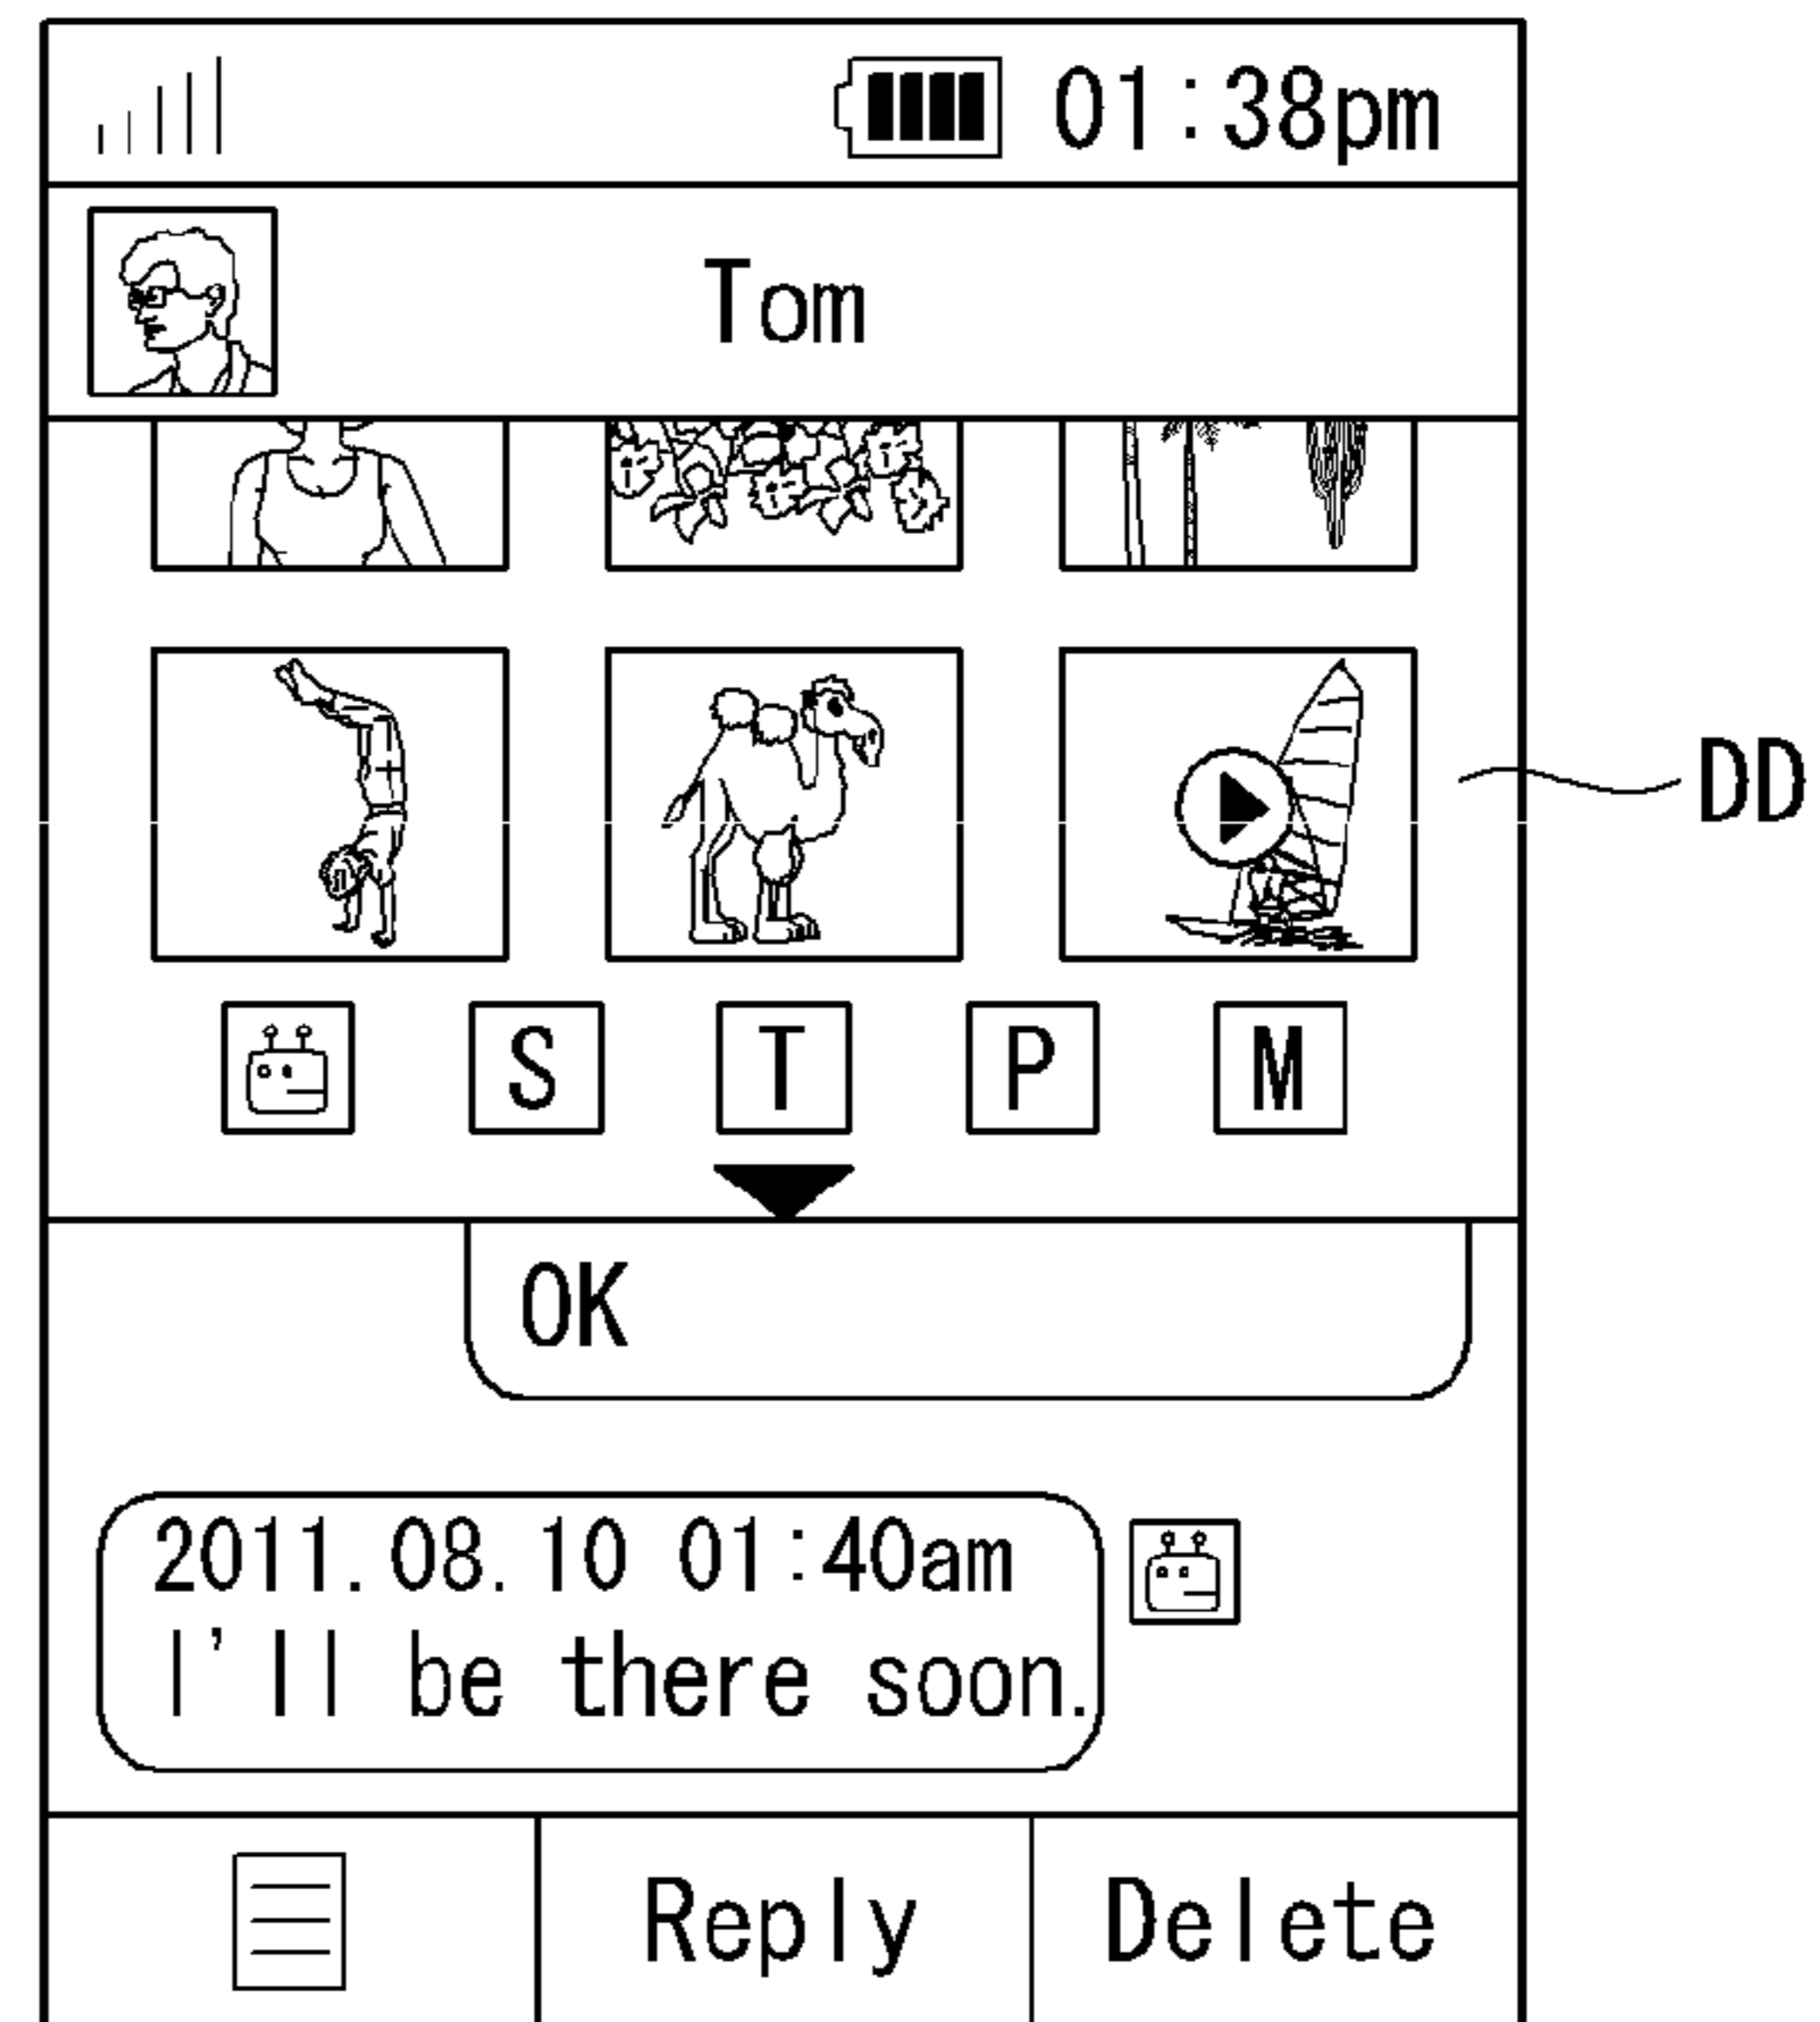 01:38pm
Tom
DD
S T P M
OK
2011.08.10 01:40am
I'll be there soon.
Reply Delete